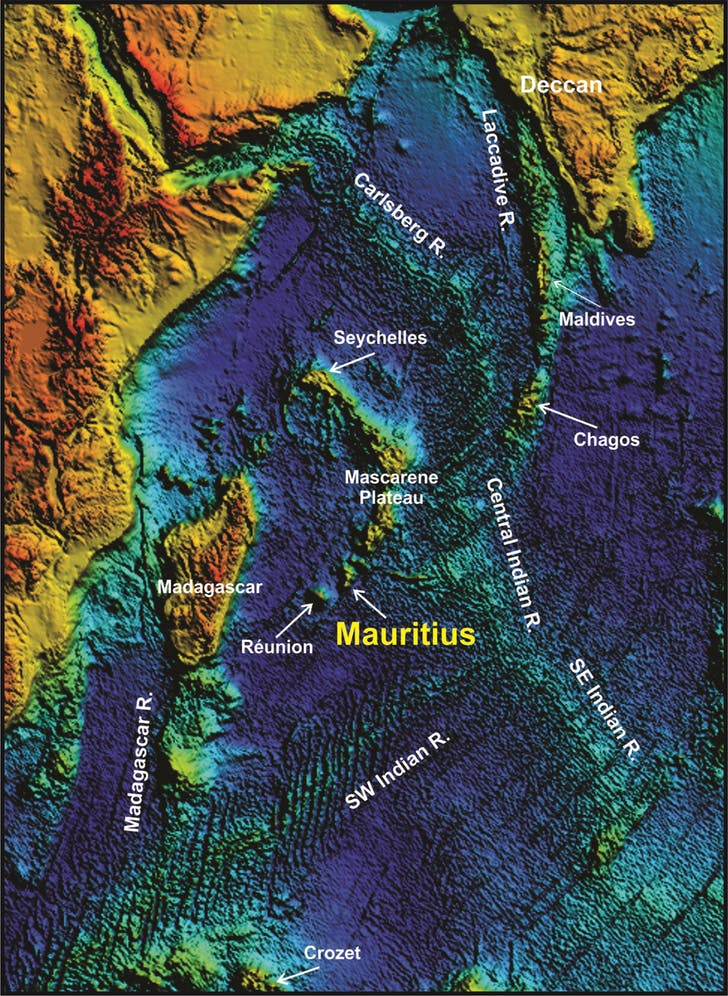 Deccan
Laccadive R.
Carlsberg R.
Maldives
Seychelles
Chagos
Mascarene
Plateau
Central Indian R.
Madagascar
Mauritius
Réunion
SE Indian R.
Madagascar R.
SW Indian R.
Crozet